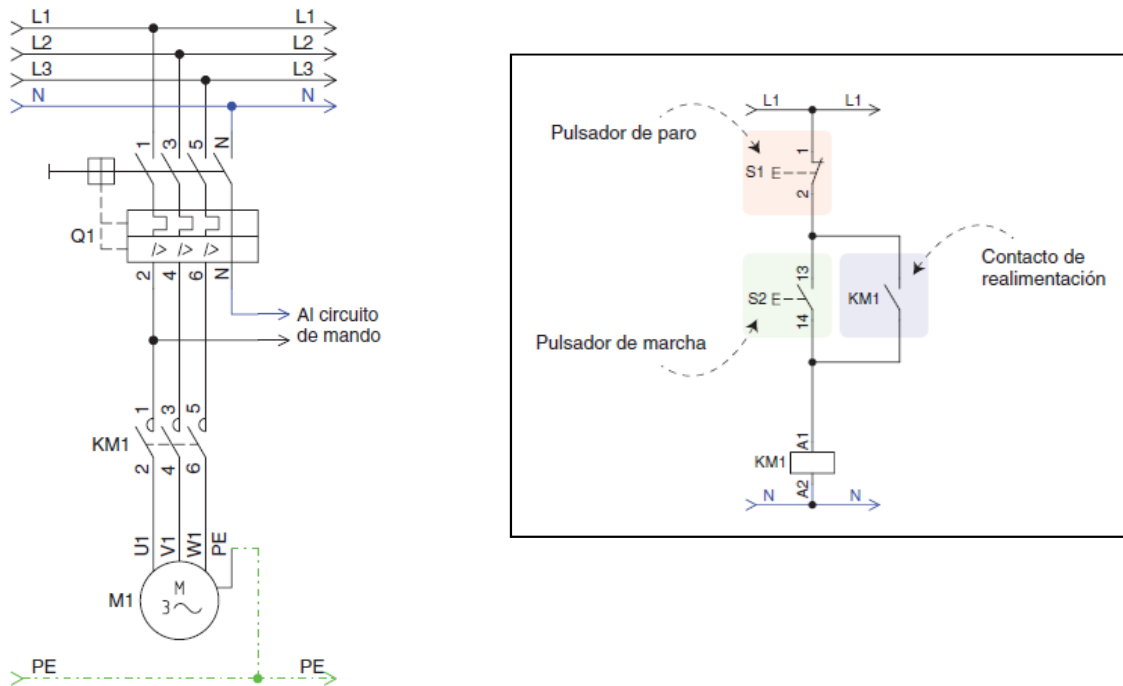 L1 L1
L2 L2
L3 L3
N N
1 3 5 N
Q1
2 4 6 N
Al circuito
de mando
1 3 5
KM1
2 4 6
U1 V1 W1 PE
M1
M
3
PE PE
L1 L1
Pulsador de paro
1
S1
2
Contacto de
realimentación
13
S2 KM1
14
Pulsador de marcha
A1
KM1
A2
N N